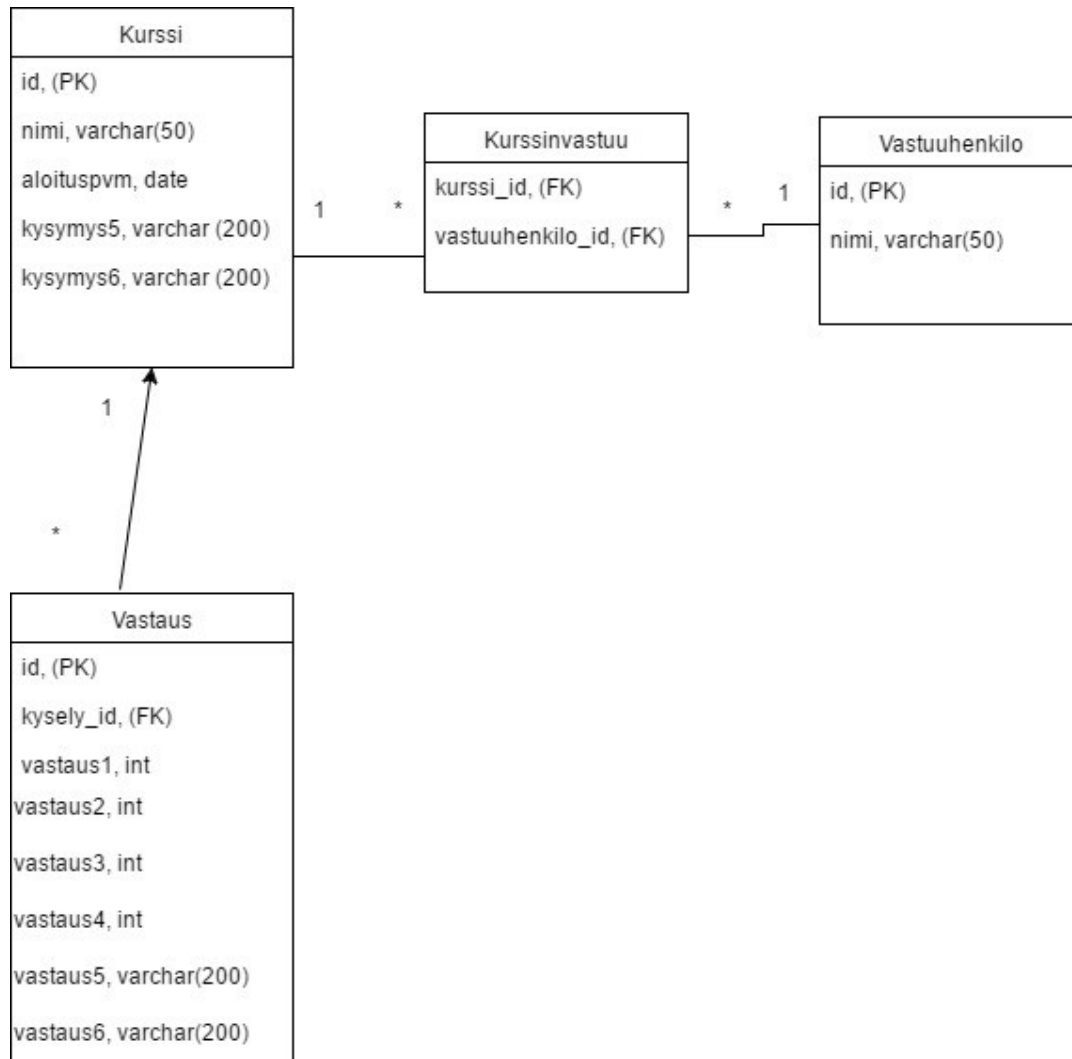 Kurssi
id, (PK)
nimi, varchar(50)
aloituspvm, date
kysymys5, varchar (200)
kysymys6, varchar (200)
1
*
Kurssinvastuu
kurssi_id, (FK)
vastuuhenkilo_id, (FK)
*
1
Vastuuhenkilo
id, (PK)
nimi, varchar(50)
1
*
Vastaus
id, (PK)
kysely_id, (FK)
vastaus1, int
vastaus2, int
vastaus3, int
vastaus4, int
vastaus5, varchar(200)
vastaus6, varchar(200)